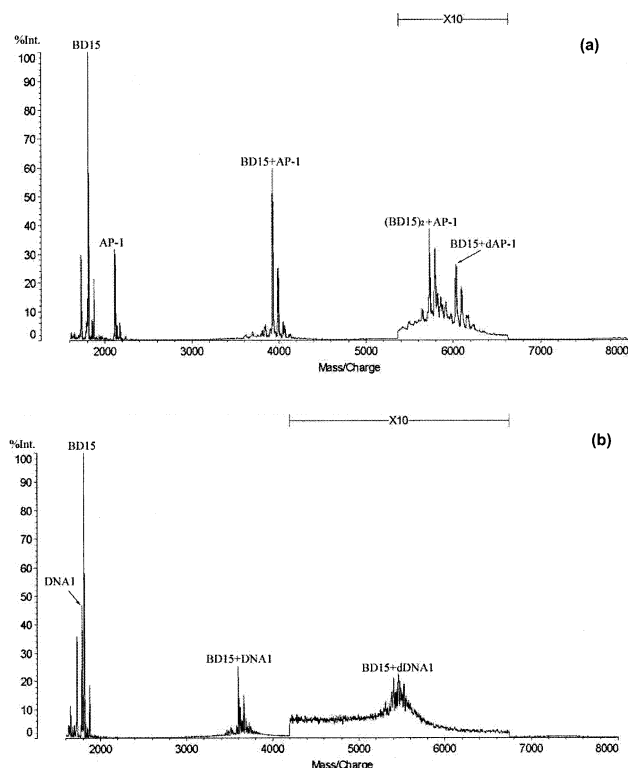 X10
(a)
%Int.
BD15
100
90
80
70
60
50
40
30
20
10
0
AP-1
BD15+AP-1
(BD15)₂+AP-1
BD15+dAP-1
2000 3000 4000 5000 6000 7000 8000
Mass/Charge
X10
(b)
%Int.
BD15
100
90
80
70
60
50
40
30
20
10
0
DNA1
BD15+DNA1
BD15+dDNA1
2000 3000 4000 5000 6000 7000 8000
Mass/Charge